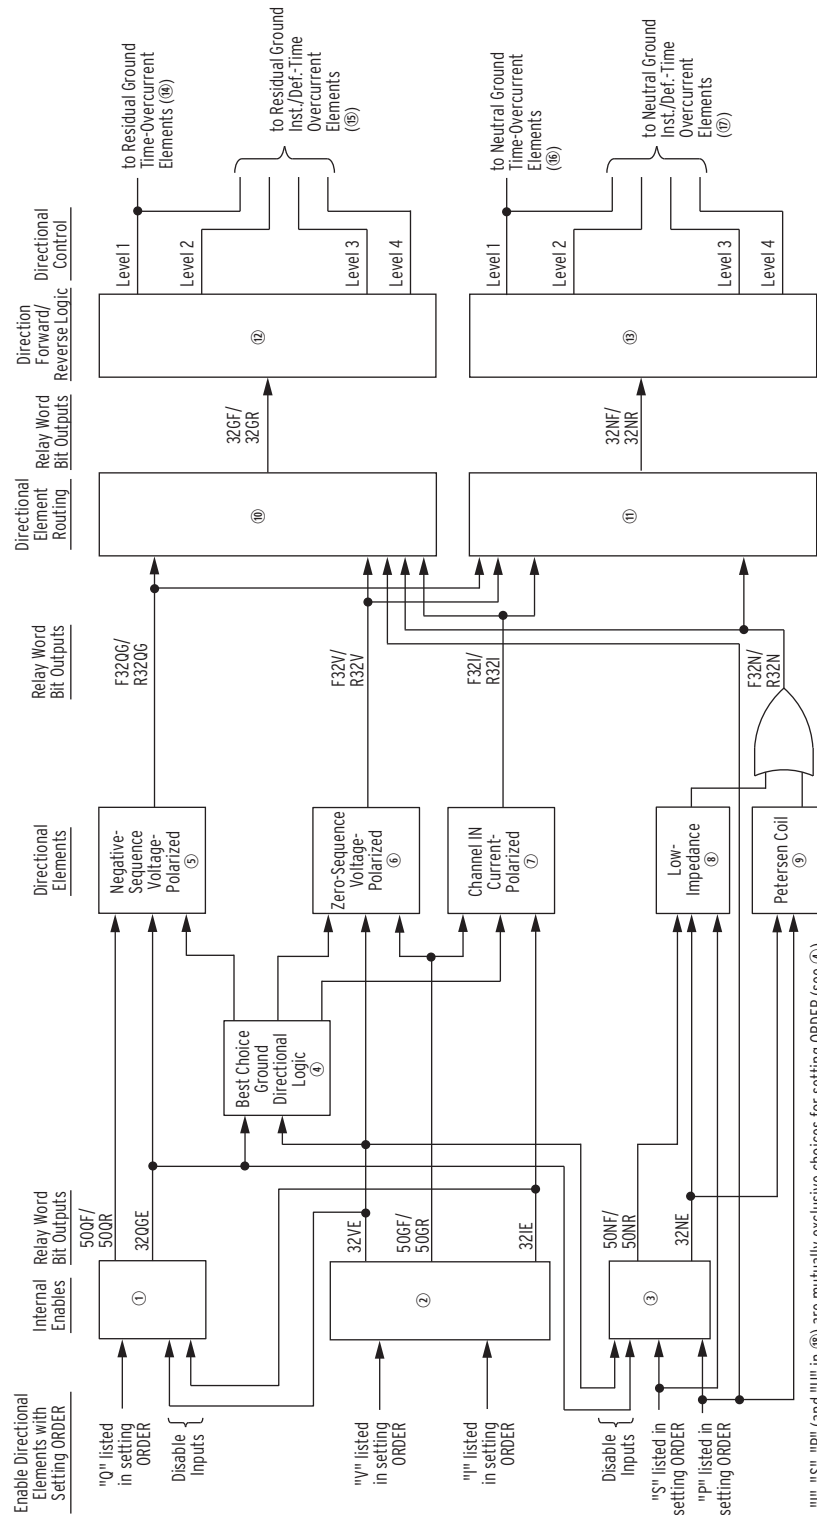 Enable Directional
Elements with
Setting ORDER
Internal
Enables
Relay Word
Bit Outputs
Directional
Elements
Relay Word
Bit Outputs
Directional
Element
Routing
Relay Word
Bit Outputs
Direction
Forward/
Reverse Logic
Directional
Control
"Q" listed
in setting
ORDER
Disable
Inputs
①
50QF/
50QR
32QGE
Negative-
Sequence
Voltage-
Polarized
⑤
F32QG/
R32QG
⑩
32GF/
32GR
⑫
Level 1
Level 2
Level 3
Level 4
to Residual Ground
Time-Overcurrent
Elements (⑭)
to Residual Ground
Inst./Def.-Time
Overcurrent
Elements
(⑮)
Best Choice
Ground
Directional
Logic
④
"V" listed
in setting
ORDER
"I" listed
in setting
ORDER
②
32VE
50GF/
50GR
32IE
Zero-Sequence
Voltage-
Polarized
⑥
F32V/
R32V
Channel IN
Current-
Polarized
⑦
F32I/
R32I
Disable
Inputs
"S" listed in
setting ORDER
"P" listed in
setting ORDER
③
50NF/
50NR
32NE
Low-
Impedance
⑧
Petersen Coil
⑨
F32N/
R32N
⑪
32NF/
32NR
⑬
Level 1
Level 2
Level 3
Level 4
to Neutral Ground
Time-Overcurrent
Elements
(⑯)
to Neutral Ground
Inst./Def.-Time
Overcurrent
Elements
(⑰)
"S", "P" (and "U" in ⑱) are mutually exclusive choices for setting ORDER (see